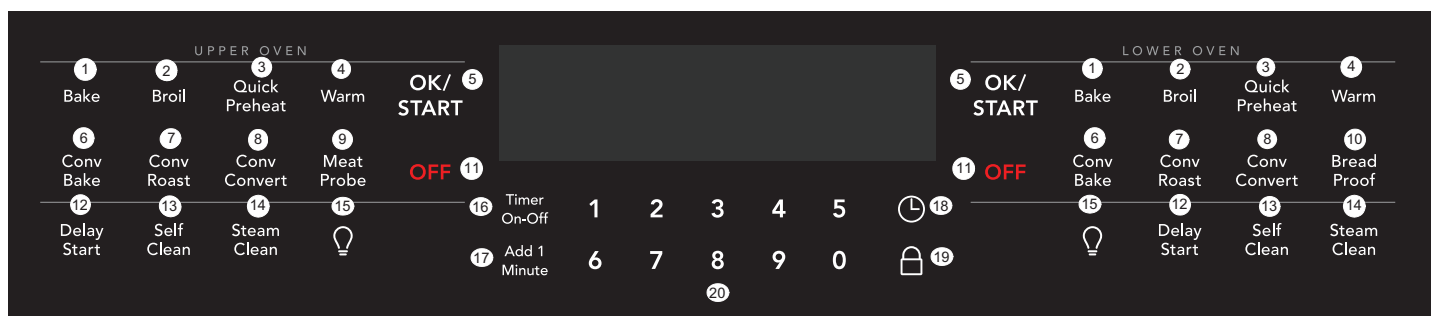 UPPER OVEN
LOWER OVEN
1 2 3 4 5
Bake Broil Quick Preheat Warm OK/ START
5 1 2 3 4
OK/ START Bake Broil Quick Preheat Warm
6 7 8 9 11
Conv Bake Conv Roast Conv Convert Meat Probe OFF
11 6 7 8 10
OFF Conv Bake Conv Roast Conv Convert Bread Proof
12 13 14 15
Delay Start Self Clean Steam Clean
16 Timer On-Off 1 2 3 4 5 18
17 Add 1 Minute 6 7 8 9 0 19
20
15 12 13 14
Delay Start Self Clean Steam Clean